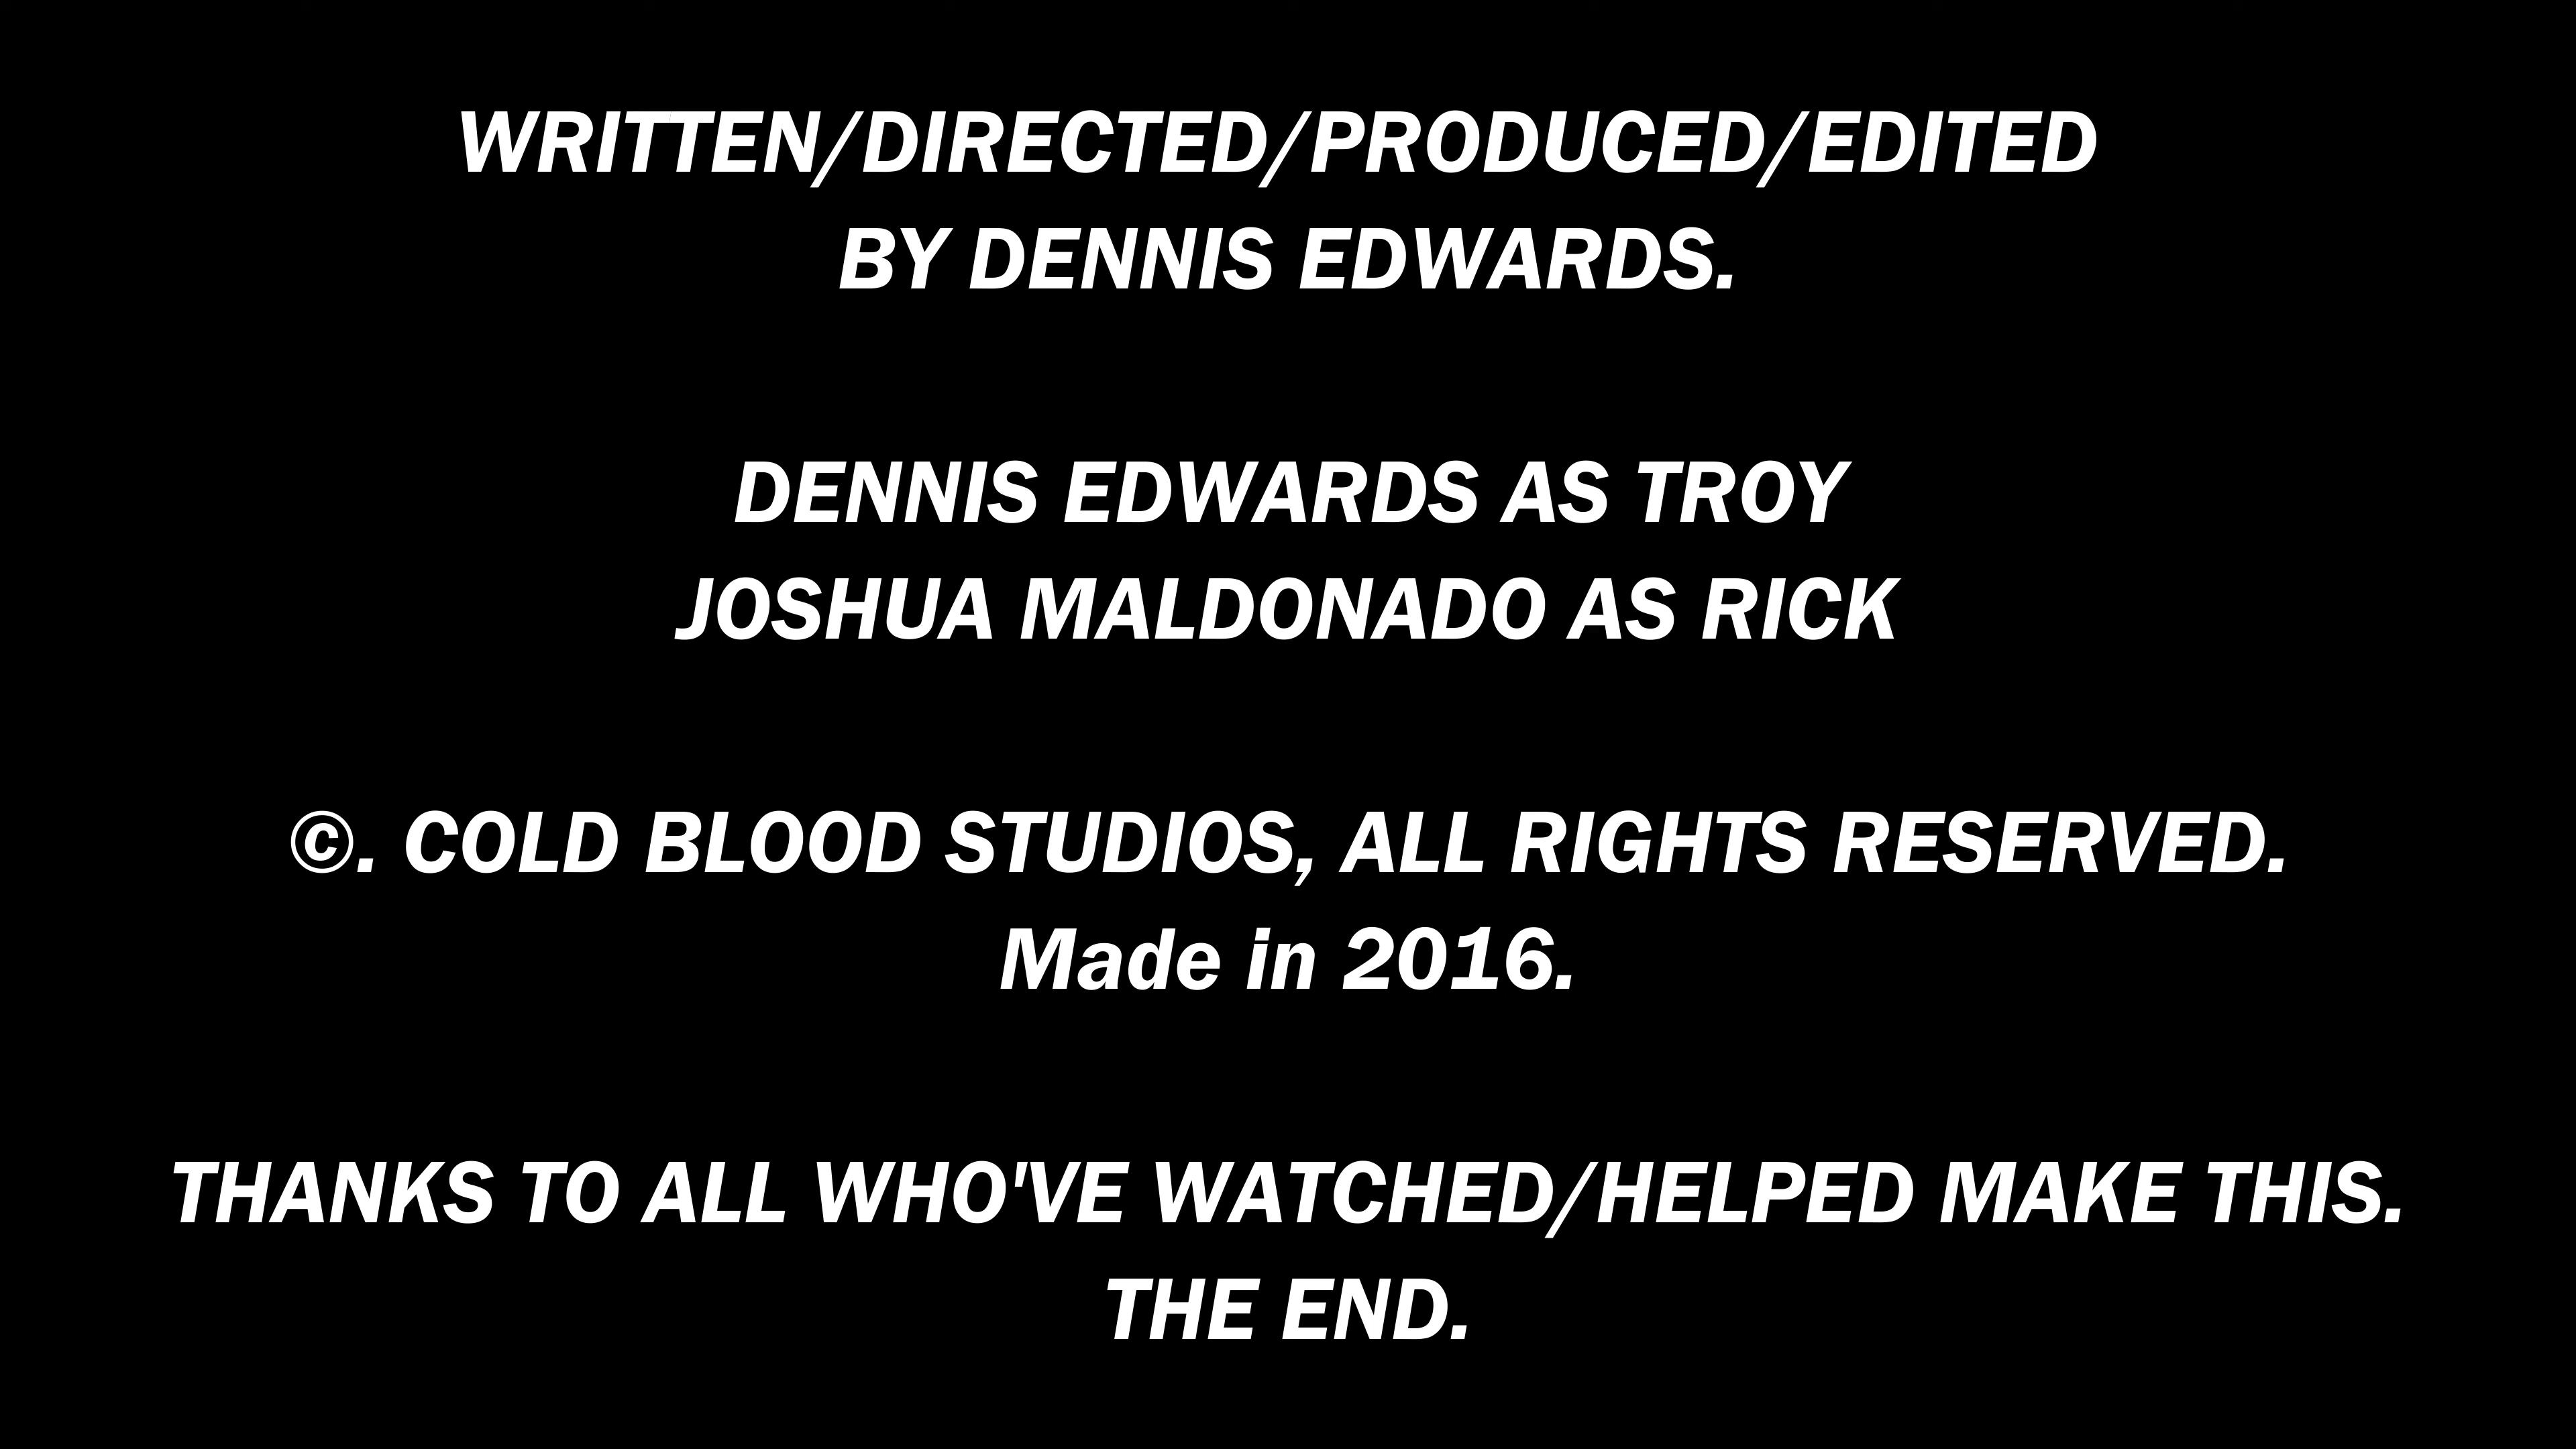 WRITTEN/DIRECTED/PRODUCED/EDITED
BY DENNIS EDWARDS.
DENNIS EDWARDS AS TROY
JOSHUA MALDONADO AS RICK
©. COLD BLOOD STUDIOS, ALL RIGHTS RESERVED.
Made in 2016.
THANKS TO ALL WHO'VE WATCHED/HELPED MAKE THIS.
THE END.